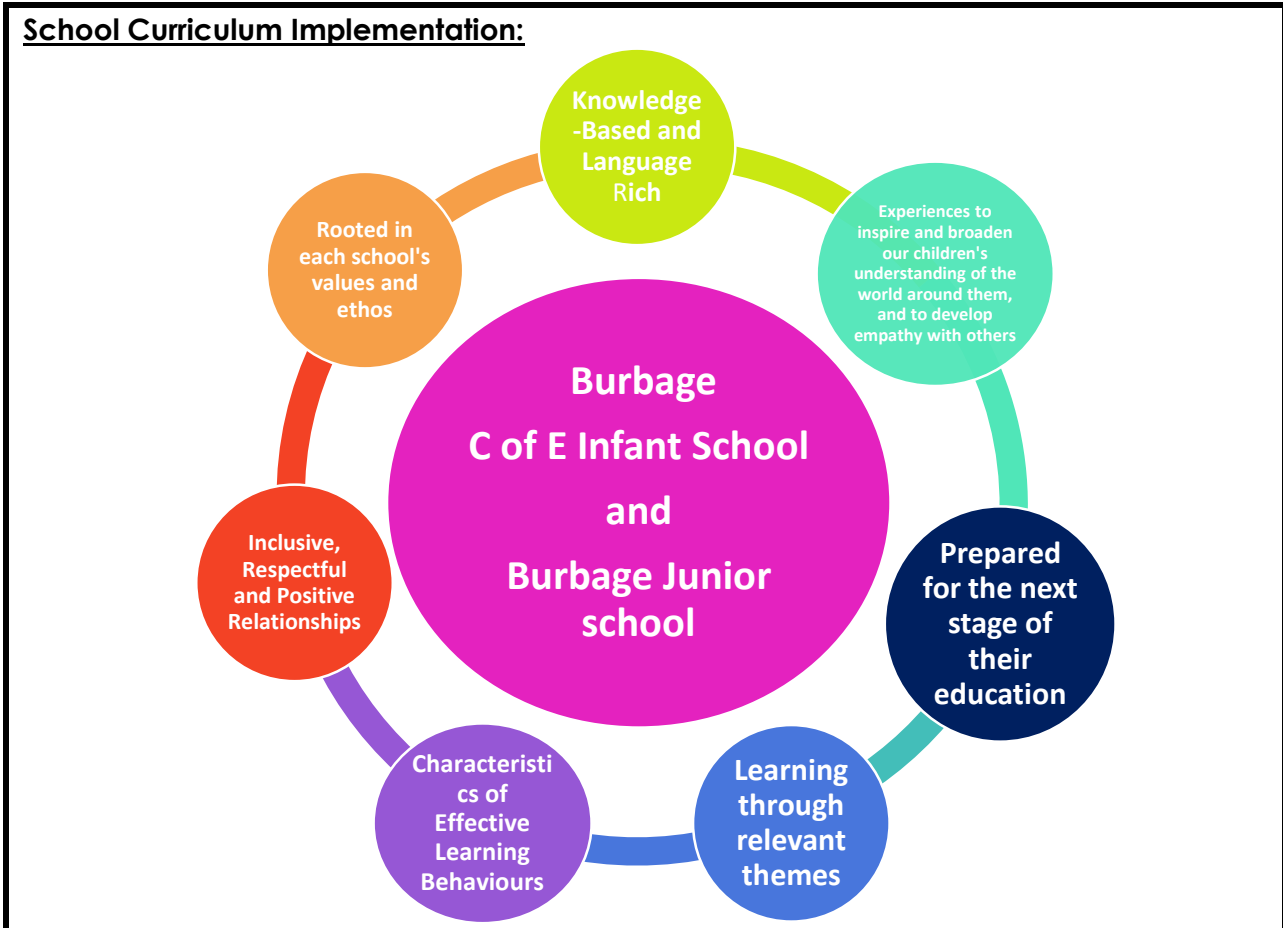 School Curriculum Implementation:
Knowledge
-Based and
Language
Rich
Experiences to
inspire and broaden
our children's
understanding of the
world around them,
and to develop
empathy with others
Prepared
for the next
stage of
their
education
Learning
through
relevant
themes
Characteristi
cs of
Effective
Learning
Behaviours
Inclusive,
Respectful
and Positive
Relationships
Rooted in
each school's
values and
ethos
Burbage
C of E Infant School
and
Burbage Junior
school